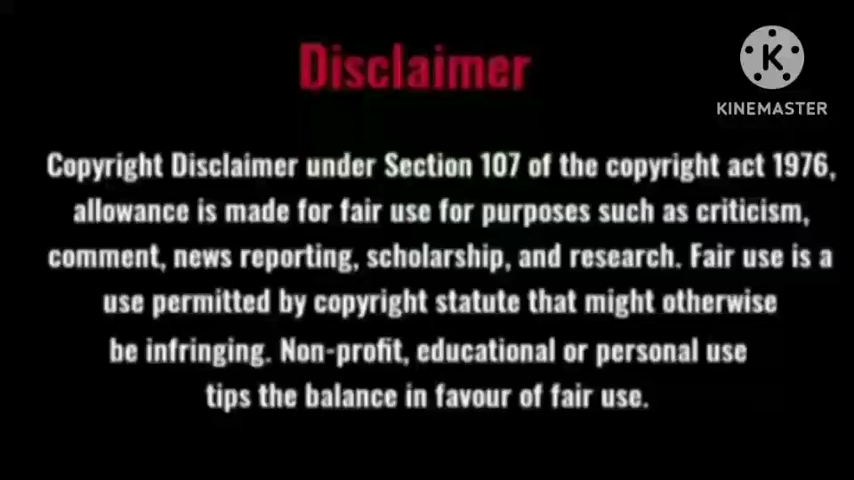 Disclaimer
K
KINEMASTER
Copyright Disclaimer under Section 107 of the copyright act 1976,
allowance is made for fair use for purposes such as criticism,
comment, news reporting, scholarship, and research. Fair use is a
use permitted by copyright statute that might otherwise
be infringing. Non-profit, educational or personal use
tips the balance in favour of fair use.